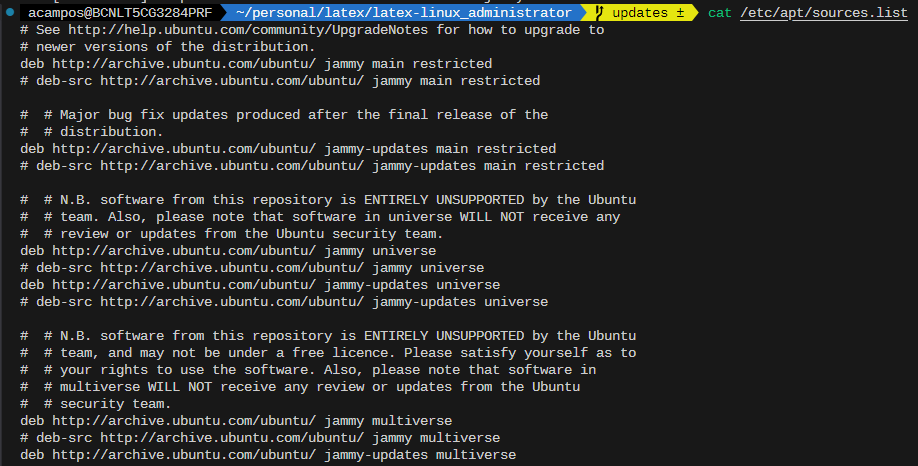 acampos@BCNLT5CG3284PRF ~/personal/latex/latex-linux_administrator updates ± cat /etc/apt/sources.list
# See http://help.ubuntu.com/community/UpgradeNotes for how to upgrade to
# newer versions of the distribution.
deb http://archive.ubuntu.com/ubuntu/ jammy main restricted
# deb-src http://archive.ubuntu.com/ubuntu/ jammy main restricted
#  # Major bug fix updates produced after the final release of the
#  # distribution.
deb http://archive.ubuntu.com/ubuntu/ jammy-updates main restricted
# deb-src http://archive.ubuntu.com/ubuntu/ jammy-updates main restricted
#  # N.B. software from this repository is ENTIRELY UNSUPPORTED by the Ubuntu
#  # team. Also, please note that software in universe WILL NOT receive any
#  # review or updates from the Ubuntu security team.
deb http://archive.ubuntu.com/ubuntu/ jammy universe
# deb-src http://archive.ubuntu.com/ubuntu/ jammy universe
deb http://archive.ubuntu.com/ubuntu/ jammy-updates universe
# deb-src http://archive.ubuntu.com/ubuntu/ jammy-updates universe
#  # N.B. software from this repository is ENTIRELY UNSUPPORTED by the Ubuntu
#  # team, and may not be under a free licence. Please satisfy yourself as to
#  # your rights to use the software. Also, please note that software in
#  # multiverse WILL NOT receive any review or updates from the Ubuntu
#  # security team.
deb http://archive.ubuntu.com/ubuntu/ jammy multiverse
# deb-src http://archive.ubuntu.com/ubuntu/ jammy multiverse
deb http://archive.ubuntu.com/ubuntu/ jammy-updates multiverse